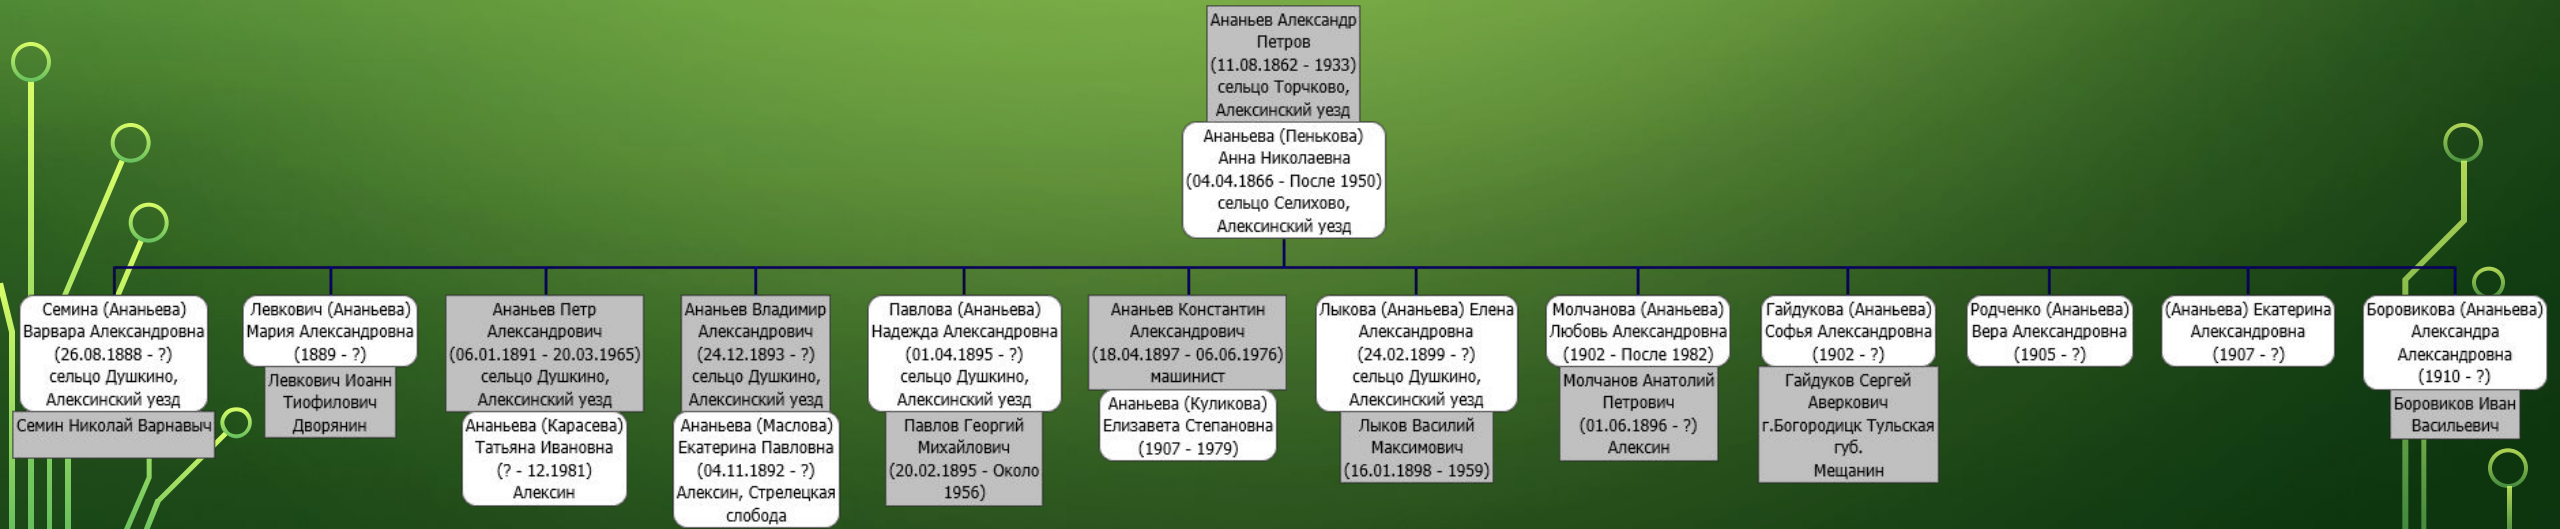 Ананьев Александр
Петров
(11.08.1862 - 1933)
сельцо Торчково,
Алексинский уезд
Ананьева (Пенькова)
Анна Николаевна
(04.04.1866 - После 1950)
сельцо Селихово,
Алексинский уезд
Семина (Ананьева)
Варвара Александровна
(26.08.1888 - ?)
сельцо Душкино,
Алексинский уезд
Семин Николай Варнавыч
Левкович (Ананьева)
Мария Александровна
(1889 - ?)
Левкович Иоанн
Тиофилович
Дворянин
Ананьев Петр
Александрович
(06.01.1891 - 20.03.1965)
сельцо Душкино,
Алексинский уезд
Ананьева (Карасева)
Татьяна Ивановна
(? - 12.1981)
Алексин
Ананьев Владимир
Александрович
(24.12.1893 - ?)
сельцо Душкино,
Алексинский уезд
Ананьева (Маслова)
Екатерина Павловна
(04.11.1892 - ?)
Алексин, Стрелецкая
слобода
Павлова (Ананьева)
Надежда Александровна
(01.04.1895 - ?)
сельцо Душкино,
Алексинский уезд
Павлов Георгий
Михайлович
(20.02.1895 - Около
1956)
Ананьев Константин
Александрович
(18.04.1897 - 06.06.1976)
машинист
Ананьева (Куликова)
Елизавета Степановна
(1907 - 1979)
Лыкова (Ананьева) Елена
Александровна
(24.02.1899 - ?)
сельцо Душкино,
Алексинский уезд
Лыков Василий
Максимович
(16.01.1898 - 1959)
Молчанова (Ананьева)
Любовь Александровна
(1902 - После 1982)
Молчанов Анатолий
Петрович
(01.06.1896 - ?)
Алексин
Гайдукова (Ананьева)
Софья Александровна
(1902 - ?)
Гайдуков Сергей
Аверкович
г.Богородицк Тульская
губ.
Мещанин
Родченко (Ананьева)
Вера Александровна
(1905 - ?)
(Ананьева) Екатерина
Александровна
(1907 - ?)
Боровикова (Ананьева)
Александра
Александровна
(1910 - ?)
Боровиков Иван
Васильевич